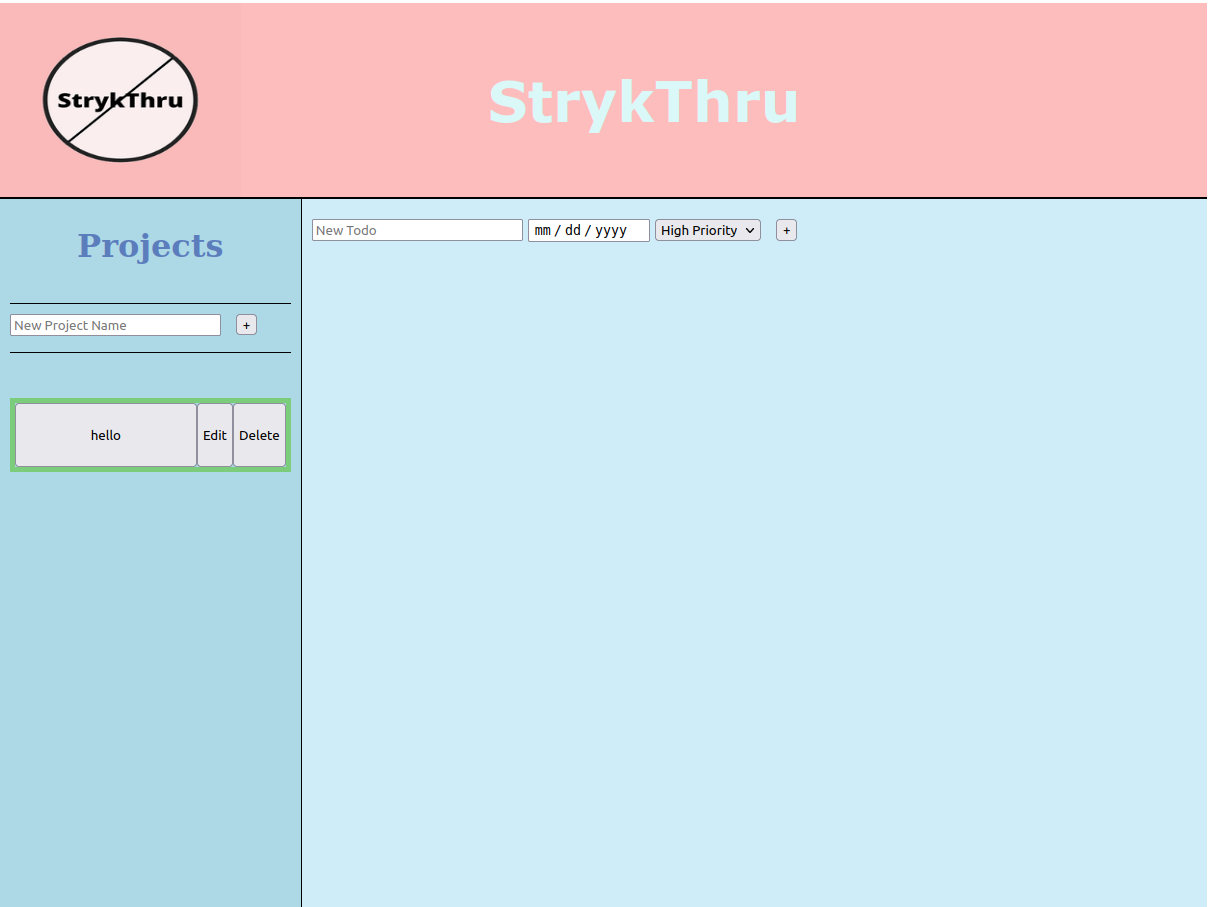 StrykThru
StrykThru
Projects
New Project Name +
hello Edit Delete
New Todo mm / dd / yyyy High Priority +